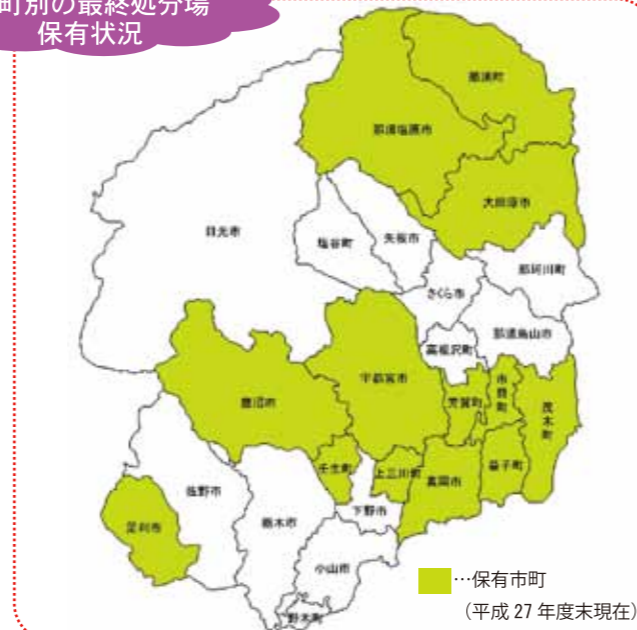 町別の最終処分場
保有状況
那須町
那須塩原市
大田原市
日光市
塩谷町
矢板市
那珂川町
さくら市
那須烏山市
高根沢町
宇都宮市
鹿沼市
芳賀町
市貝町
茂木町
壬生町
上三川町
真岡市
益子町
佐野市
下野市
足利市
栃木市
小山市
野木町
…保有市町
(平成 27 年度末現在)